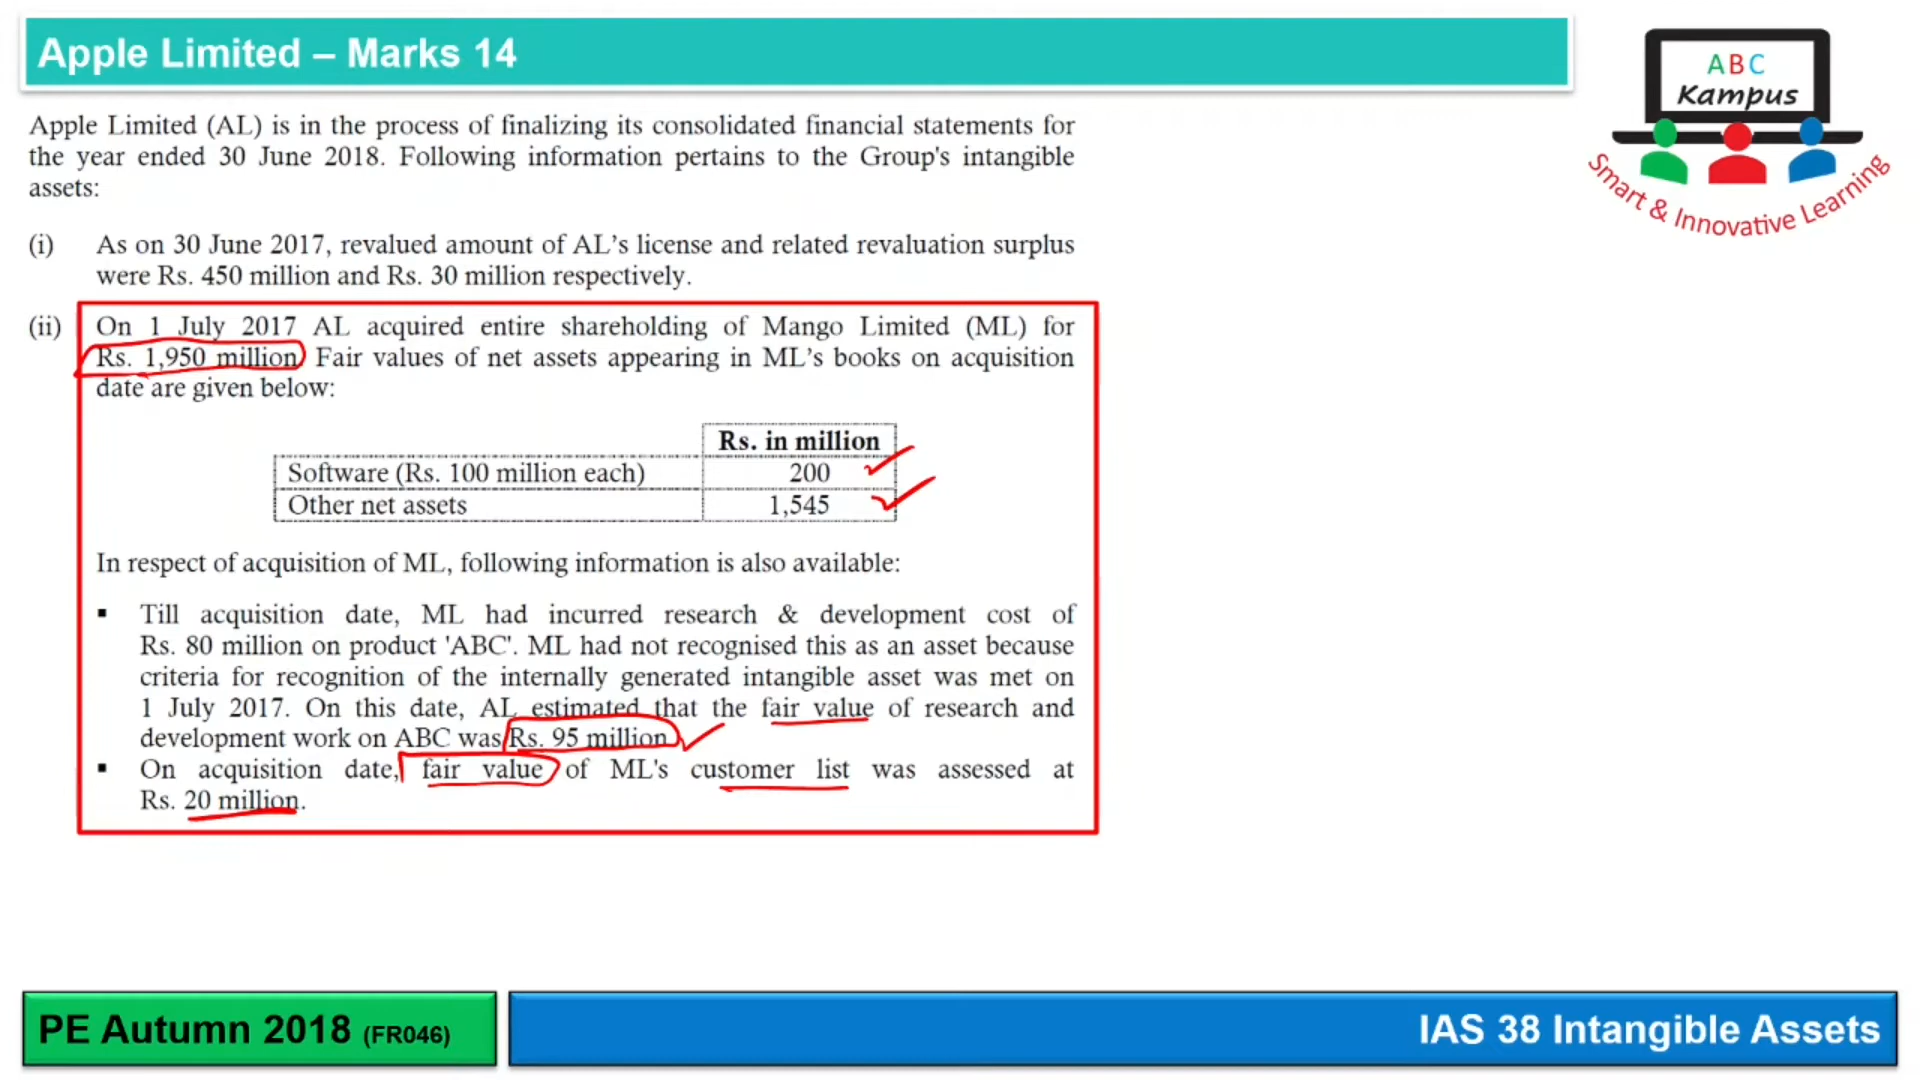 Apple Limited – Marks 14
ABC
Kampus
Smart & Innovative Learning
Apple Limited (AL) is in the process of finalizing its consolidated financial statements for
the year ended 30 June 2018. Following information pertains to the Group's intangible
assets:
(i) As on 30 June 2017, revalued amount of AL's license and related revaluation surplus
were Rs. 450 million and Rs. 30 million respectively.
(ii) On 1 July 2017 AL acquired entire shareholding of Mango Limited (ML) for
Rs. 1,950 million. Fair values of net assets appearing in ML's books on acquisition
date are given below:
Rs. in million
Software (Rs. 100 million each) 200
Other net assets 1,545
In respect of acquisition of ML, following information is also available:
▪ Till acquisition date, ML had incurred research & development cost of
Rs. 80 million on product 'ABC'. ML had not recognised this as an asset because
criteria for recognition of the internally generated intangible asset was met on
1 July 2017. On this date, AL estimated that the fair value of research and
development work on ABC was Rs. 95 million.
▪ On acquisition date, fair value of ML's customer list was assessed at
Rs. 20 million.
PE Autumn 2018 (FR046)
IAS 38 Intangible Assets